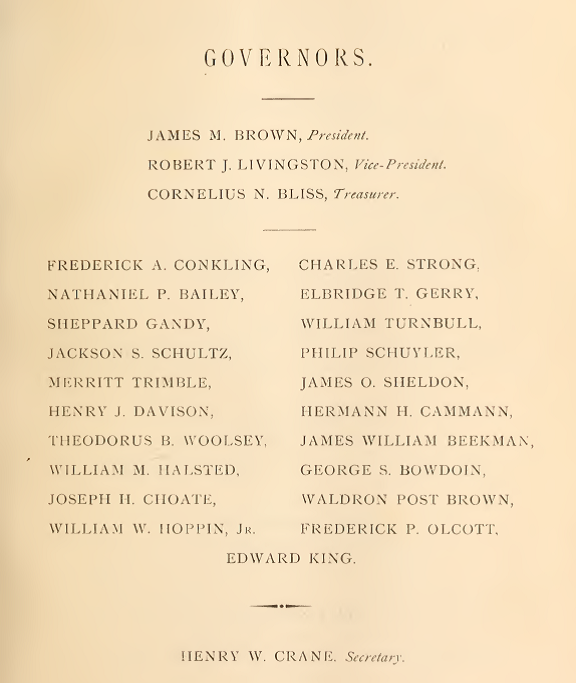 GOVERNORS.
JAMES M. BROWN, President.
ROBERT J. LIVINGSTON, Vice-President.
CORNELIUS N. BLISS, Treasurer.
FREDERICK A. CONKLING,
NATHANIEL P. BAILEY,
SHEPPARD GANDY,
JACKSON S. SCHULTZ,
MERRITT TRIMBLE,
HENRY J. DAVISON,
THEODORUS B. WOOLSEY,
WILLIAM M. HALSTED,
JOSEPH H. CHOATE,
WILLIAM W. HOPPIN, JR.
CHARLES E. STRONG,
ELBRIDGE T. GERRY,
WILLIAM TURNBULL,
PHILIP SCHUYLER,
JAMES O. SHELDON,
HERMANN H. CAMMANN,
JAMES WILLIAM BEEKMAN,
GEORGE S. BOWDOIN,
WALDRON POST BROWN,
FREDERICK P. OLCOTT,
EDWARD KING.
HENRY W. CRANE. Secretary.